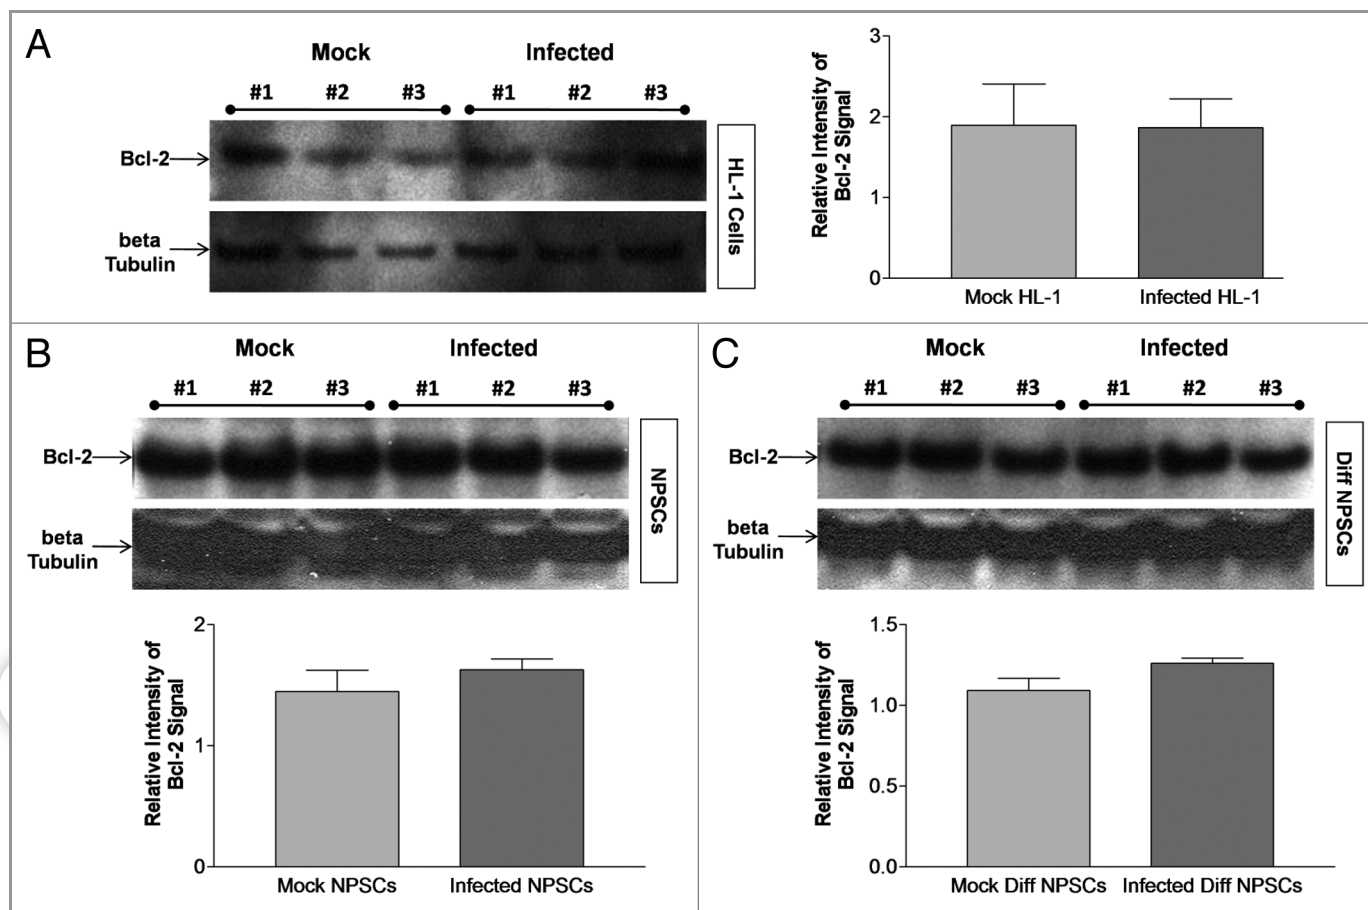 A
Mock Infected
#1 #2 #3 #1 #2 #3
Bcl-2
beta
Tubulin
HL-1 Cells
Relative Intensity of
Bcl-2 Signal
3
2
1
0
Mock HL-1 Infected HL-1
B
Mock Infected
#1 #2 #3 #1 #2 #3
Bcl-2
beta
Tubulin
NPSCs
Relative Intensity of
Bcl-2 Signal
2
1
0
Mock NPSCs Infected NPSCs
C
Mock Infected
#1 #2 #3 #1 #2 #3
Bcl-2
beta
Tubulin
Diff NPSCs
Relative Intensity of
Bcl-2 Signal
1.5
1.0
0.5
0.0
Mock Diff NPSCs Infected Diff NPSCs